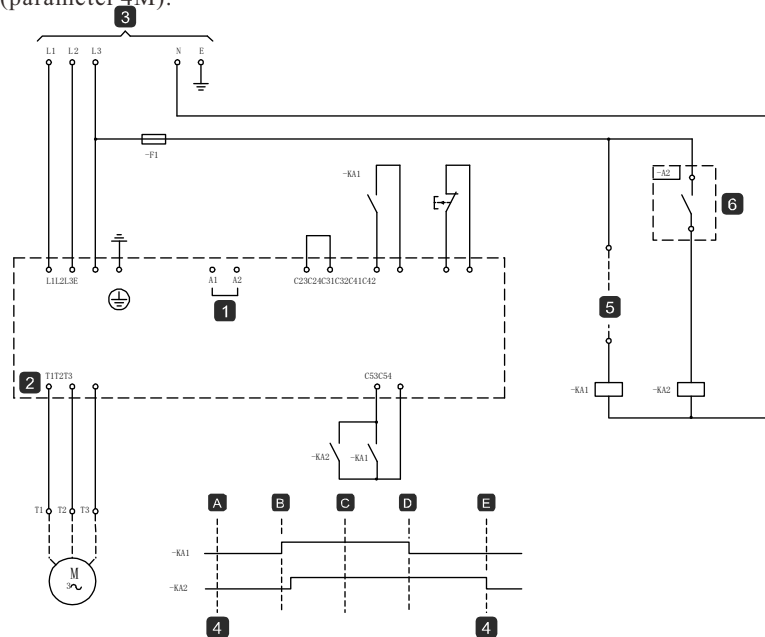 (parameter 4M).
3
L1 L2 L3 N E
-F1
-KA1
-A2
6
L1L2L3E
A1 A2
C23C24C31C32C41C42
1
5
2
T1T2T3
C53C54
-KA1
-KA2
-KA2
-KA1
A B C D E
T1 T2 T3
-KA1
M
3
-KA2
4 4